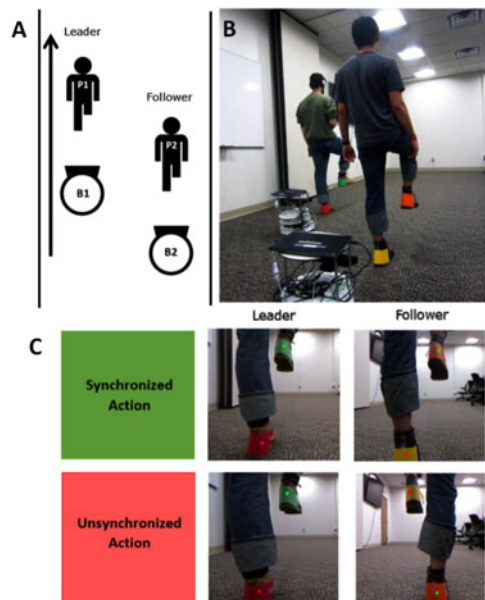 A
Leader
P1
Follower
P2
B1
B2
B
C
Leader
Follower
Synchronized
Action
Unsynchronized
Action